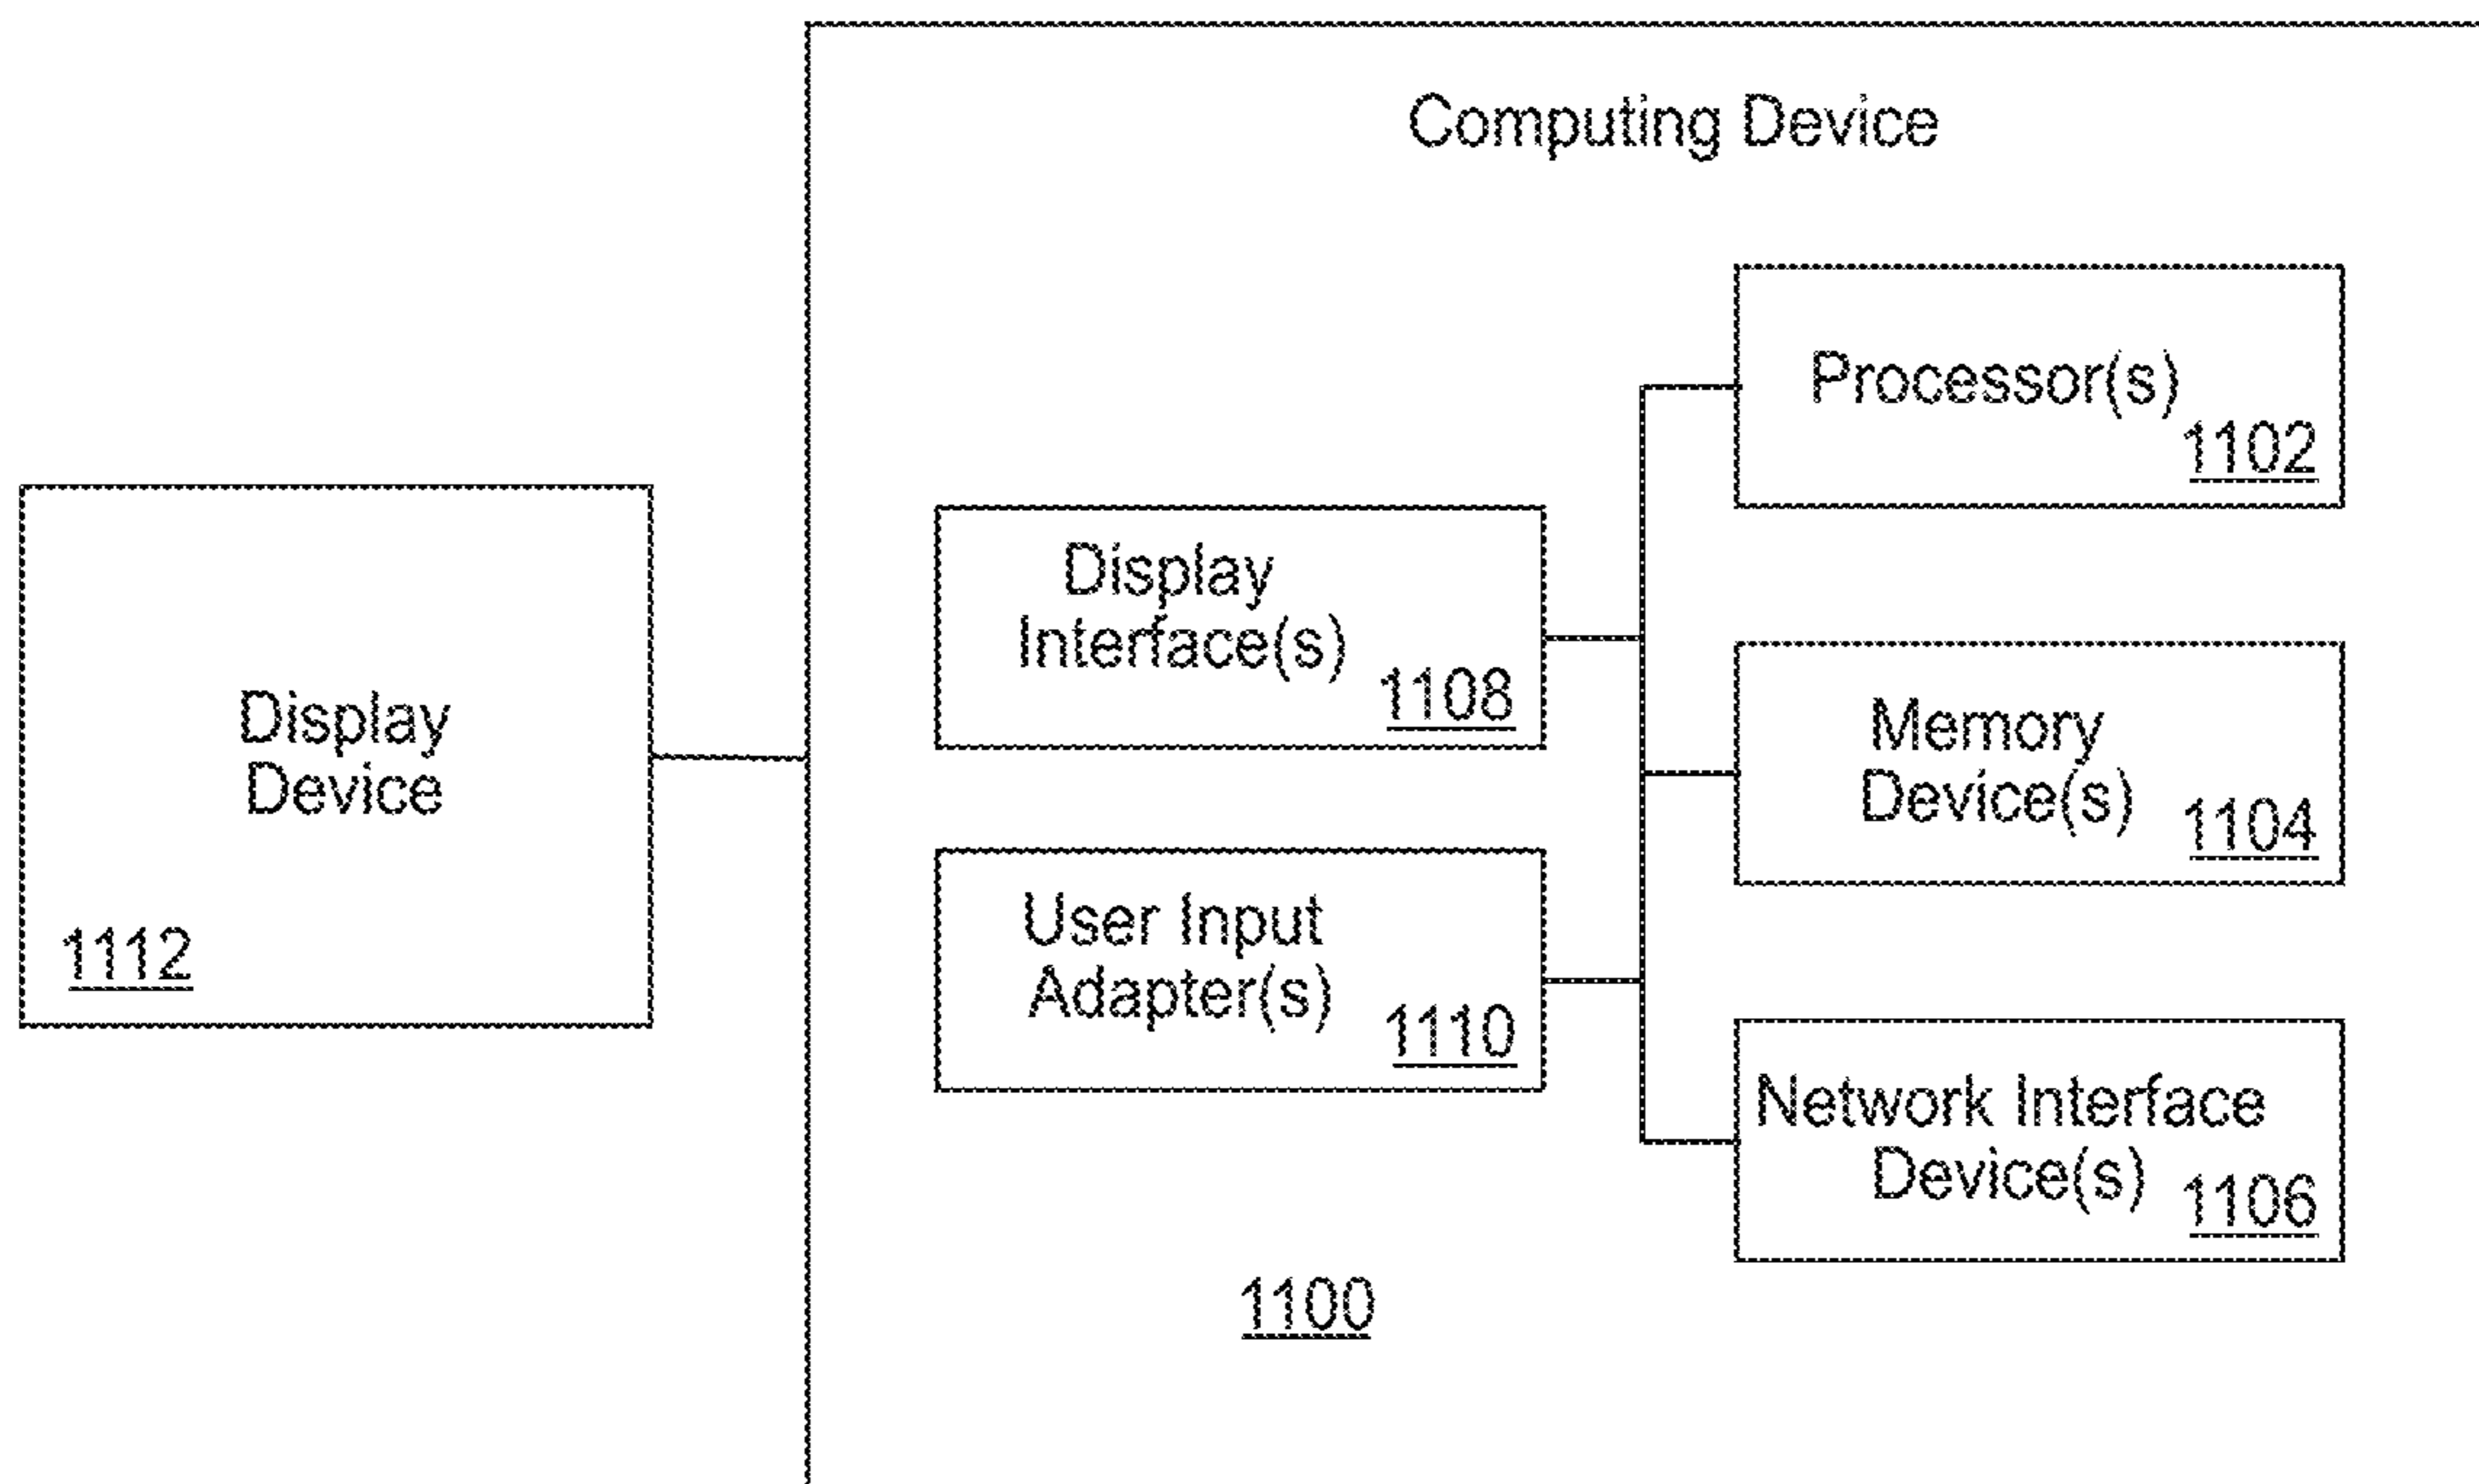 Computing Device
Processor(s)
1102
Display
Interface(s)
1108
Display
Device
1112
Memory
Device(s)
1104
User Input
Adapter(s)
1110
Network Interface
Device(s)
1106
1100